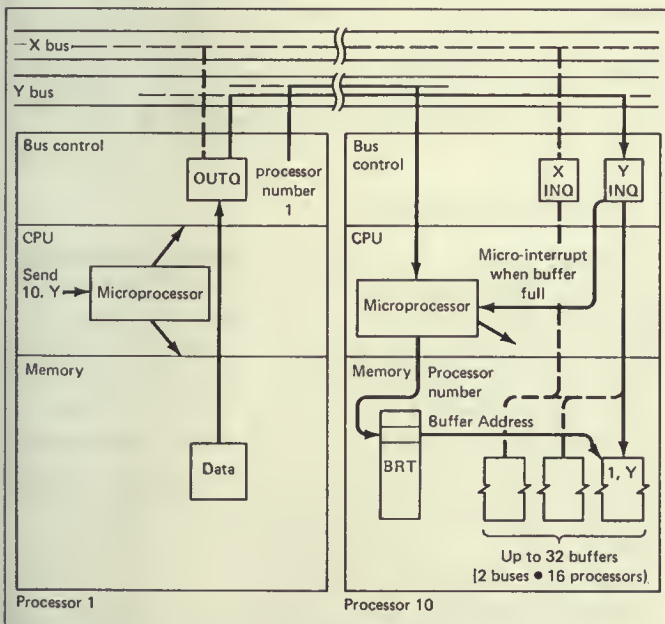 X bus
Y bus
Bus control
OUTQ
processor
number
1
CPU
Send
10. Y
Microprocessor
Memory
Data
Processor 1
Bus
control
X
INQ
Y
INQ
CPU
Micro-interrupt
when buffer
full
Microprocessor
Memory
Processor
number
Buffer Address
BRT
1, Y
Up to 32 buffers
(2 buses • 16 processors)
Processor 10